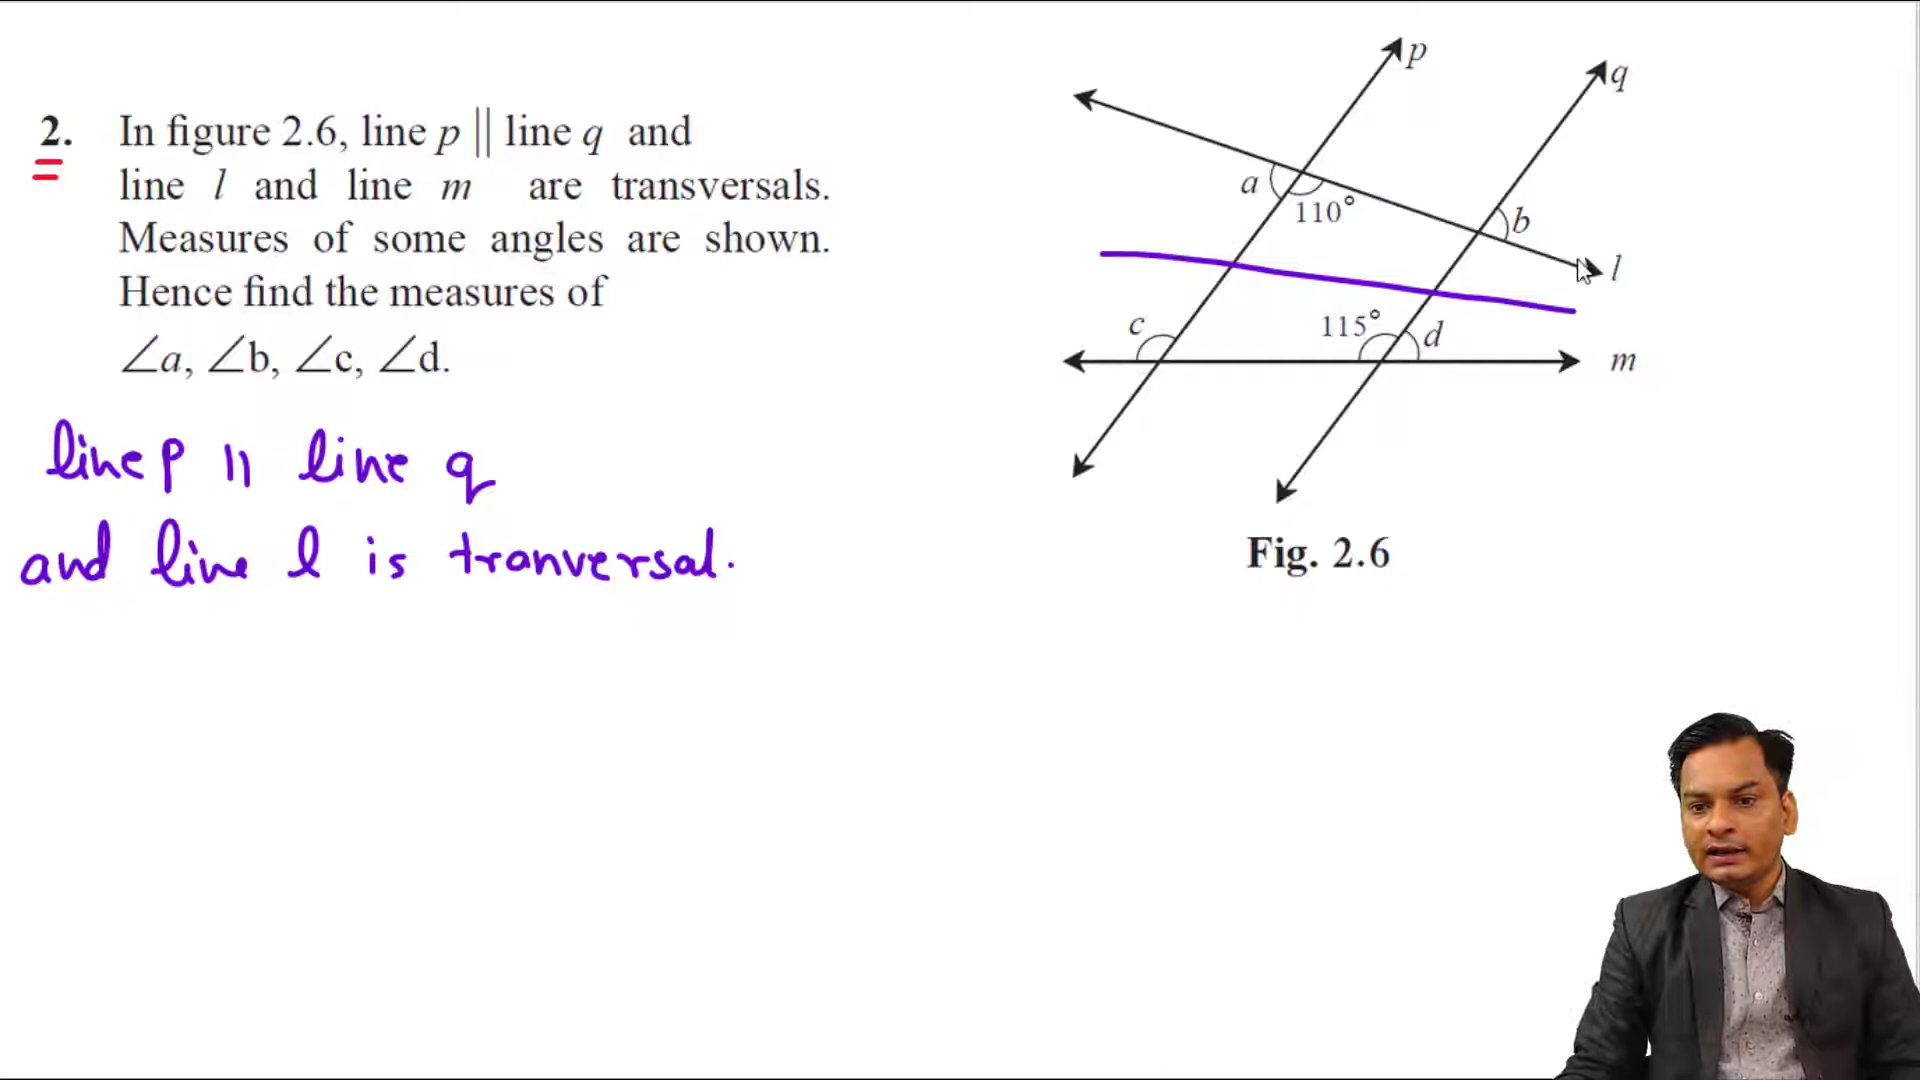 2. In figure 2.6, line p || line q and
line l and line m are transversals.
Measures of some angles are shown.
Hence find the measures of
∠a, ∠b, ∠c, ∠d.
line p || line q
and line l is tranversal.
p
q
a
110°
b
l
c
115°
d
m
Fig. 2.6